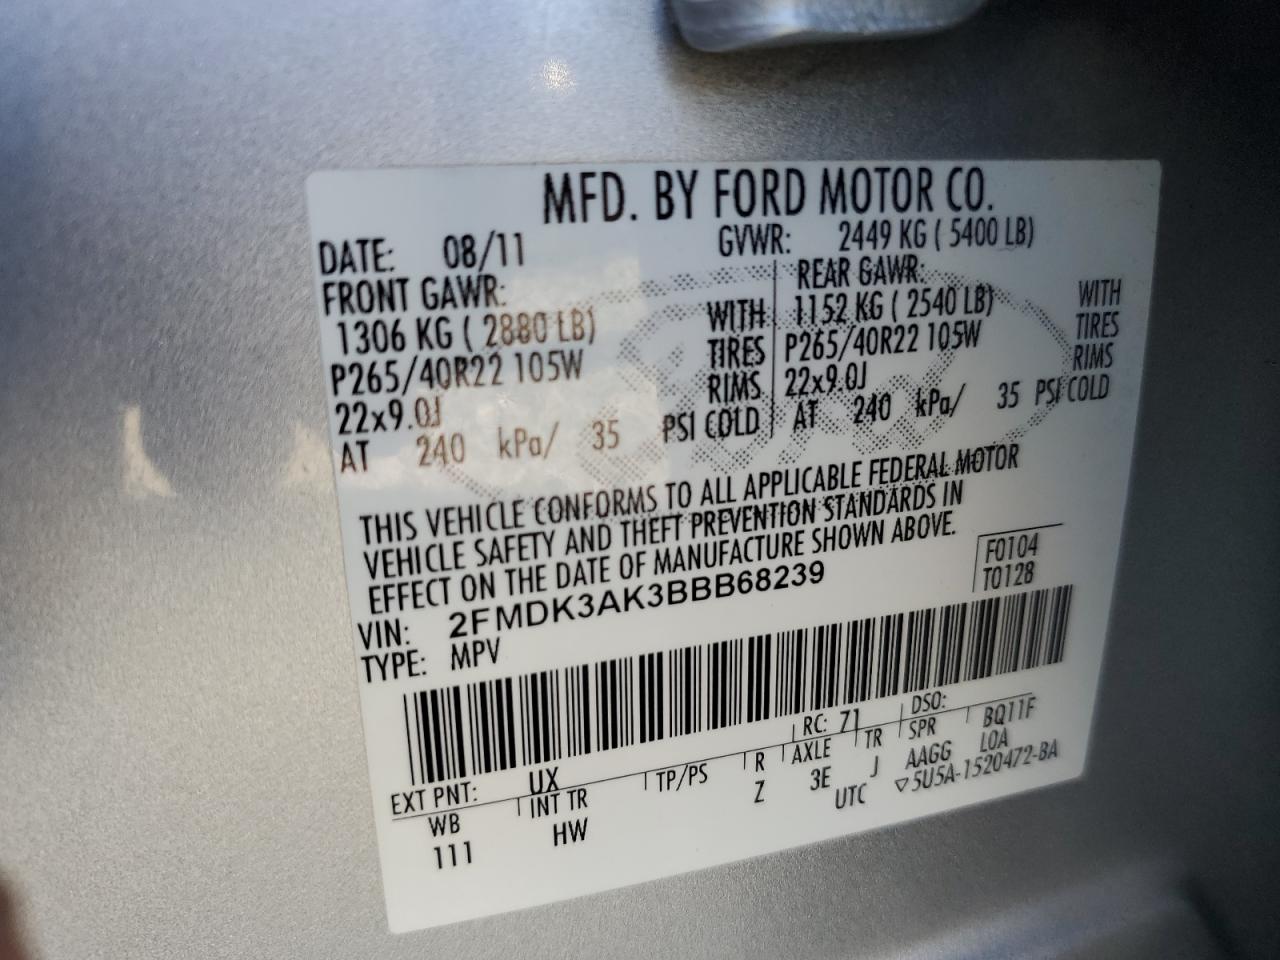 MFD. BY FORD MOTOR CO.
DATE: 08/11 GVWR: 2449 KG ( 5400 LB)
FRONT GAWR: REAR GAWR:
1306 KG ( 2880 LB) WITH 1152 KG ( 2540 LB) WITH
P265/40R22 105W TIRES P265/40R22 105W TIRES
22x9.0J RIMS 22x9.0J RIMS
AT 240 kPa/ 35 PSI COLD AT 240 kPa/ 35 PSI COLD
THIS VEHICLE CONFORMS TO ALL APPLICABLE FEDERAL MOTOR
VEHICLE SAFETY AND THEFT PREVENTION STANDARDS IN
EFFECT ON THE DATE OF MANUFACTURE SHOWN ABOVE.
VIN: 2FMDK3AK3BBB68239 F0104
TYPE: MPV T0128
EXT PNT: UX RC: 71 DSO:
WB INT TR TP/PS R AXLE TR SPR BQ11F
111 HW Z 3E J AAGG LOA
UTC ▽5U5A-1520472-BA